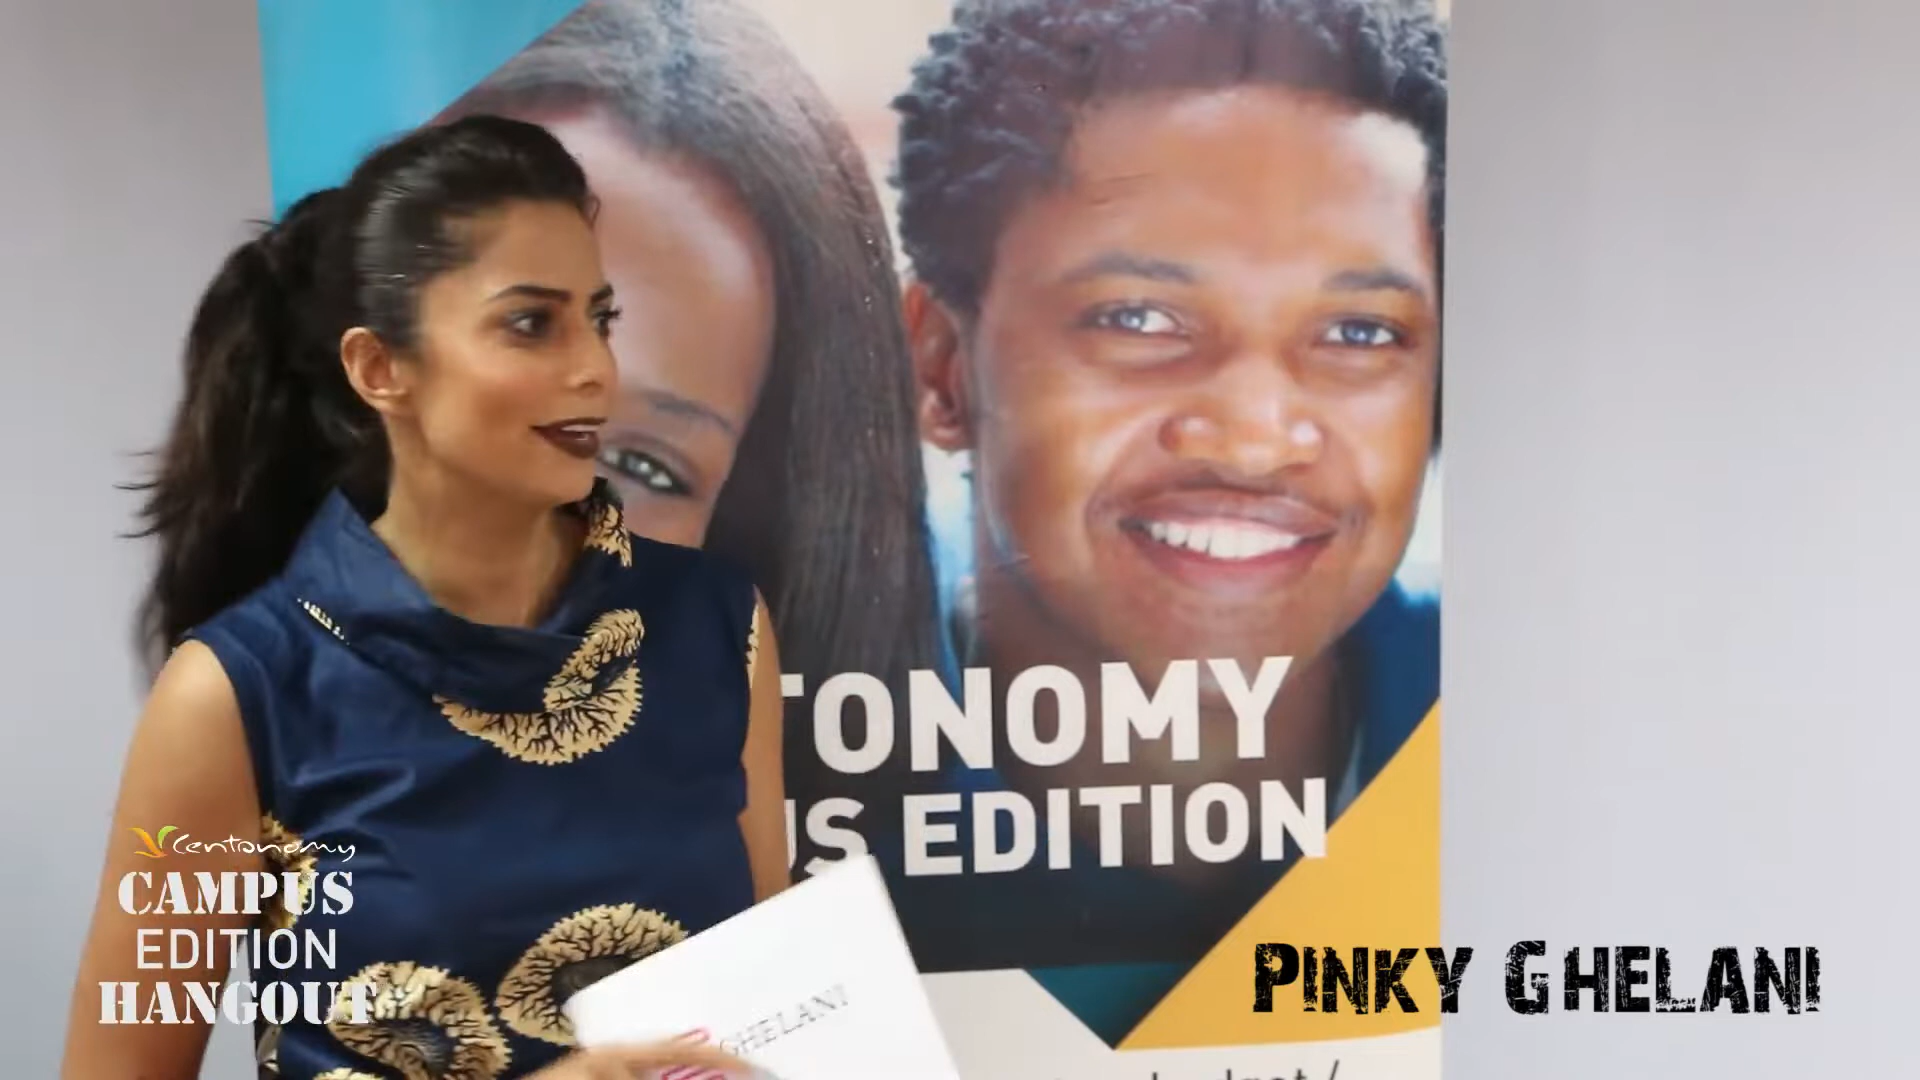 TONOMY
US EDITION
Centonomy
CAMPUS
EDITION
HANGOUT
PINKY GHELANI
GHELANI